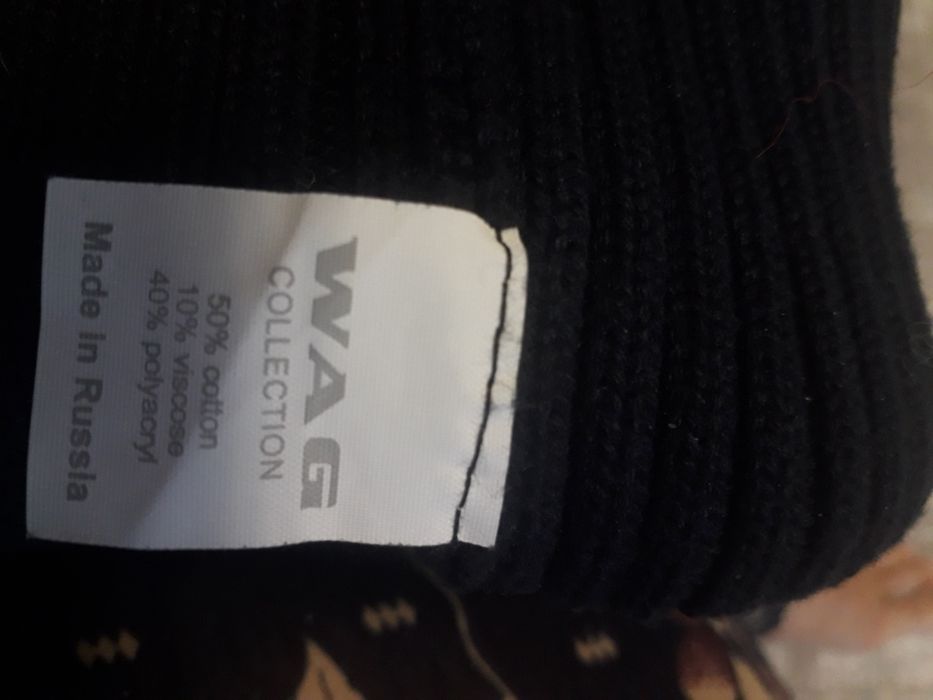 WAG
COLLECTION
50% cotton
10% viscose
40% polyacryl
Made in Russia